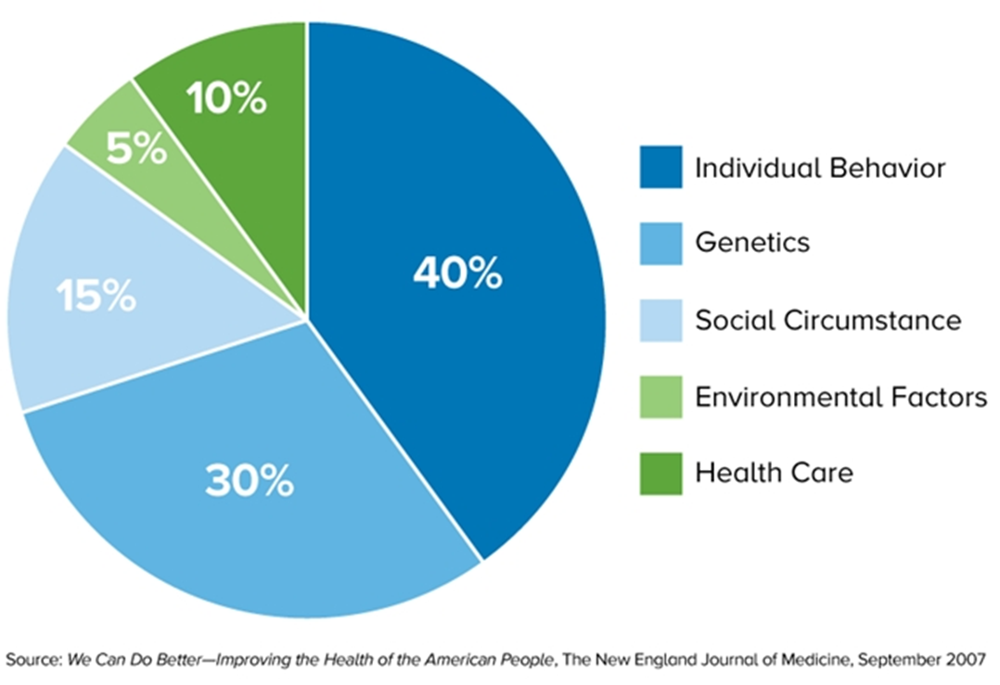 10%
5%
40%
15%
30%
Individual Behavior
Genetics
Social Circumstance
Environmental Factors
Health Care
Source: We Can Do Better—Improving the Health of the American People, The New England Journal of Medicine, September 2007